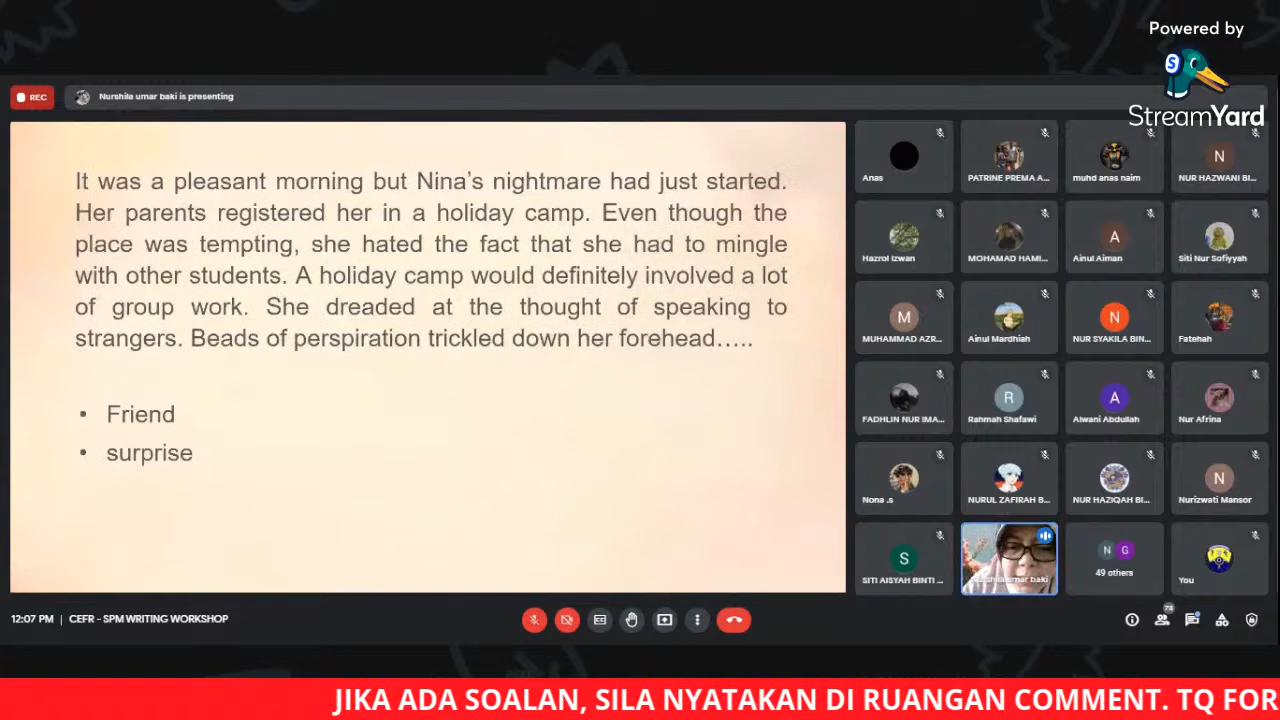 Powered by
StreamYard
REC
Nurshila umar baki is presenting
It was a pleasant morning but Nina's nightmare had just started.
Her parents registered her in a holiday camp. Even though the
place was tempting, she hated the fact that she had to mingle
with other students. A holiday camp would definitely involved a lot
of group work. She dreaded at the thought of speaking to
strangers. Beads of perspiration trickled down her forehead…..
• Friend
• surprise
Anas
PATRINE PREMA A...
muhd anas naim
N
NUR HAZWANI BI...
Hazrol Izwan
MOHAMAD HAMI...
A
Ainul Aiman
Siti Nur Sofiyyah
M
MUHAMMAD AZR...
Ainul Mardhiah
N
NUR SYAKILA BIN...
Fatehah
FADHLIN NUR IMA...
R
Rahmah Shafawi
A
Alwani Abdullah
Nur Afrina
Nona .s
NURUL ZAFIRAH B...
NUR HAZIQAH BI...
N
Nurizwati Mansor
S
SITI AISYAH BINTI ...
Nurshila umar baki
N G
49 others
You
12:07 PM | CEFR - SPM WRITING WORKSHOP
78
JIKA ADA SOALAN, SILA NYATAKAN DI RUANGAN COMMENT. TQ FOR